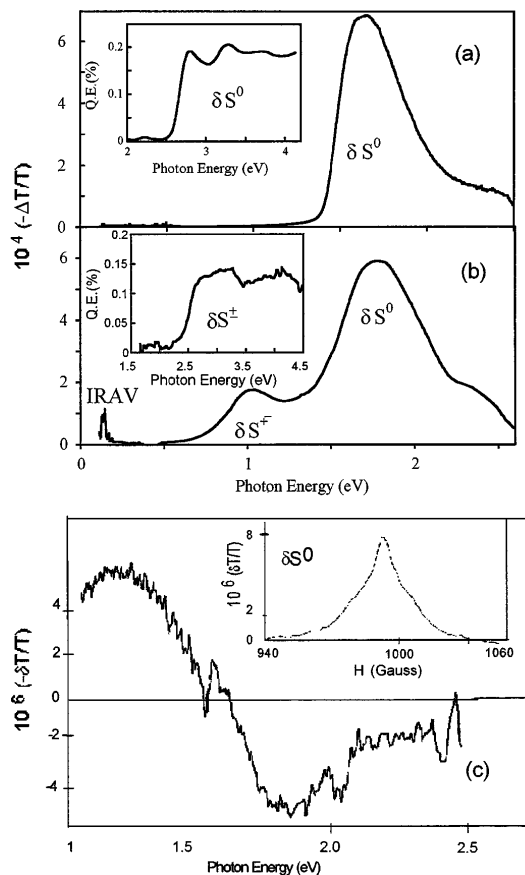 (a)
10⁴ (-ΔT/T)
6
4
2
0
δS⁰
Q.E.(%)
0.2
0.1
0
δS⁰
2
3
4
Photon Energy (eV)
(b)
6
4
2
0
IRAV
δS∓
δS⁰
Q.E.(%)
0.2
0.15
0.1
0.05
0
δS±
1.5
2.5
3.5
4.5
Photon Energy (eV)
0
1
2
Photon Energy (eV)
10⁶ (-δT/T)
4
2
0
-2
-4
δS⁰
10⁶ (δT/T)
8
4
2
0
940
1000
1060
H (Gauss)
(c)
1
1.5
2.0
2.5
Photon Energy (eV)